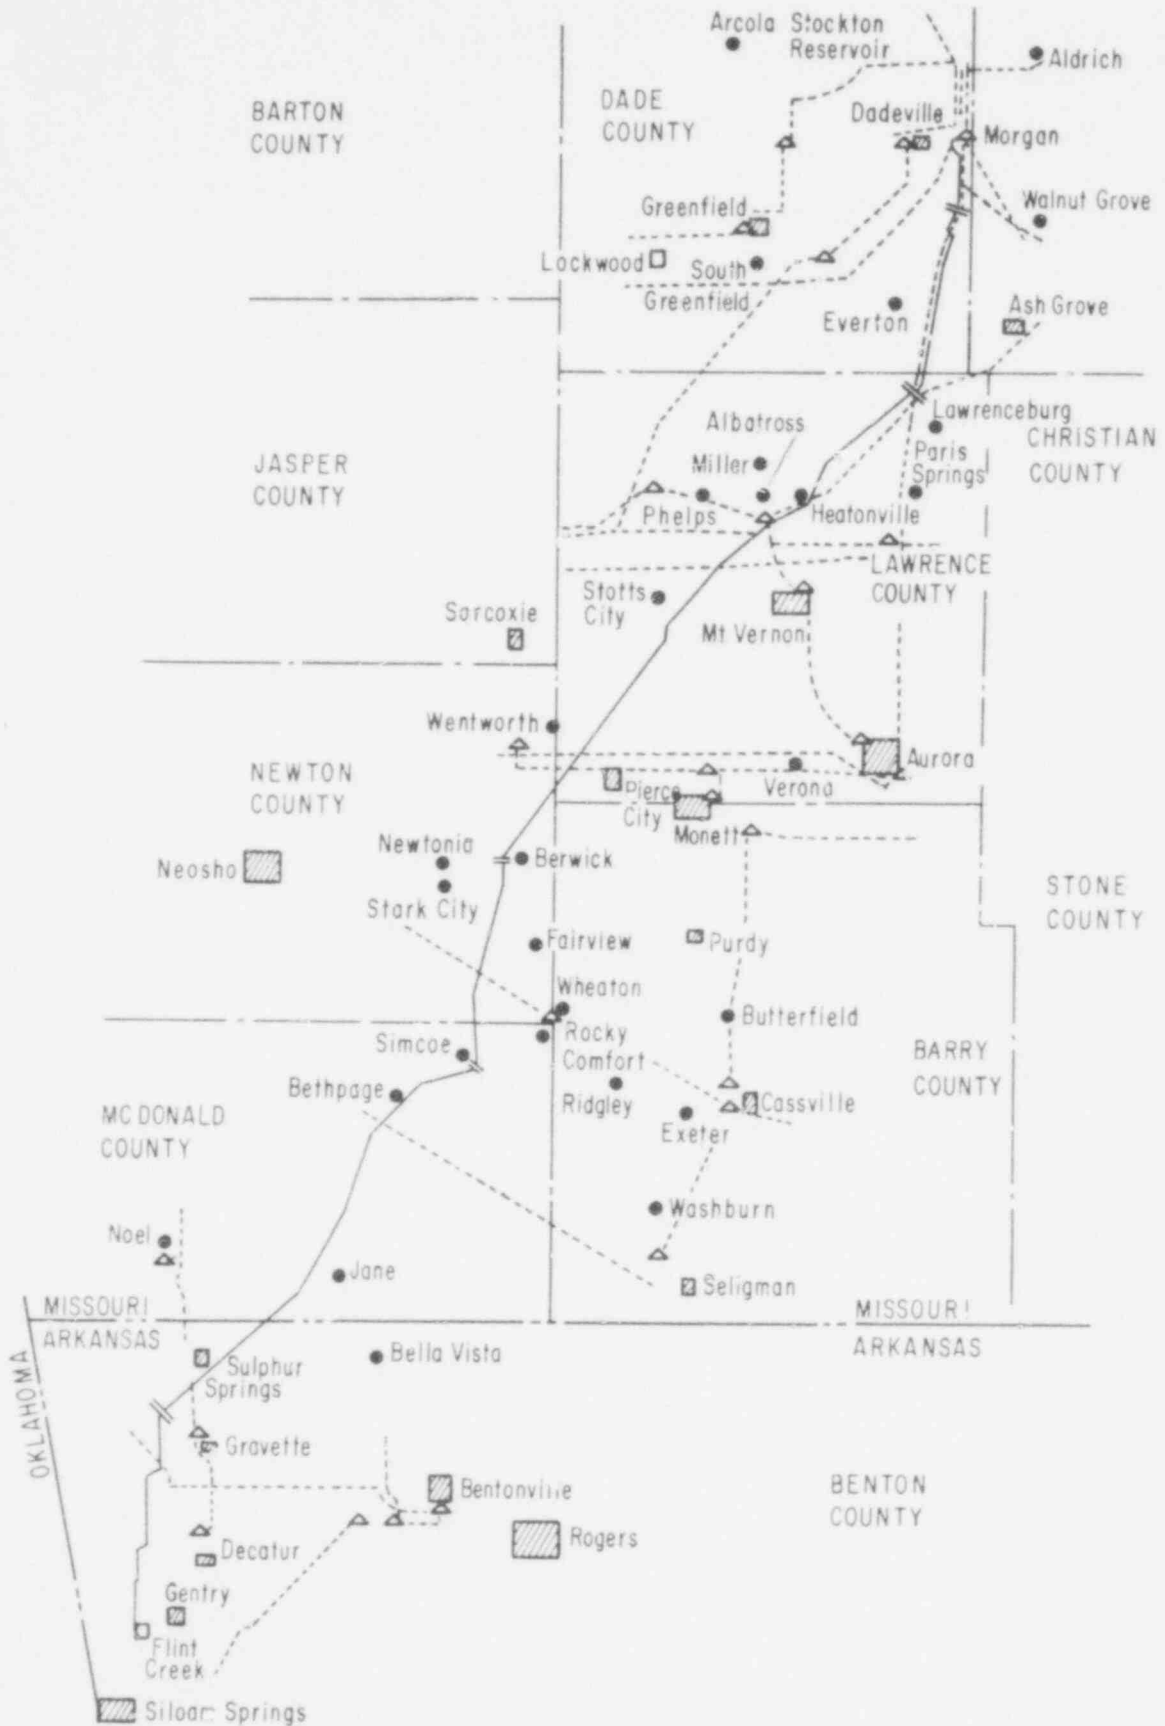 Arcola
Stockton
Reservoir
Aldrich
BARTON
COUNTY
DADE
COUNTY
Dadeville
Morgan
Greenfield
Walnut Grove
Lockwood
South
Greenfield
Everton
Ash Grove
Albatross
Lawrenceburg
CHRISTIAN
COUNTY
JASPER
COUNTY
Miller
Paris
Springs
Phelps
Heatonville
LAWRENCE
COUNTY
Stotts
City
Sarcoxie
Mt Vernon
Wentworth
NEWTON
COUNTY
Aurora
Verona
Pierce
City
Monett
Newtonia
Berwick
Neosho
Stark City
STONE
COUNTY
Fairview
Purdy
Wheaton
Butterfield
Simcoe
Rocky
Comfort
BARRY
COUNTY
Bethpage
Ridgley
Cassville
MC DONALD
COUNTY
Exeter
Washburn
Noel
Jane
Seligman
MISSOURI
ARKANSAS
MISSOURI
ARKANSAS
OKLAHOMA
Sulphur
Springs
Bella Vista
Gravette
Bentonville
BENTON
COUNTY
Rogers
Decatur
Gentry
Flint
Creek
Siloam Springs